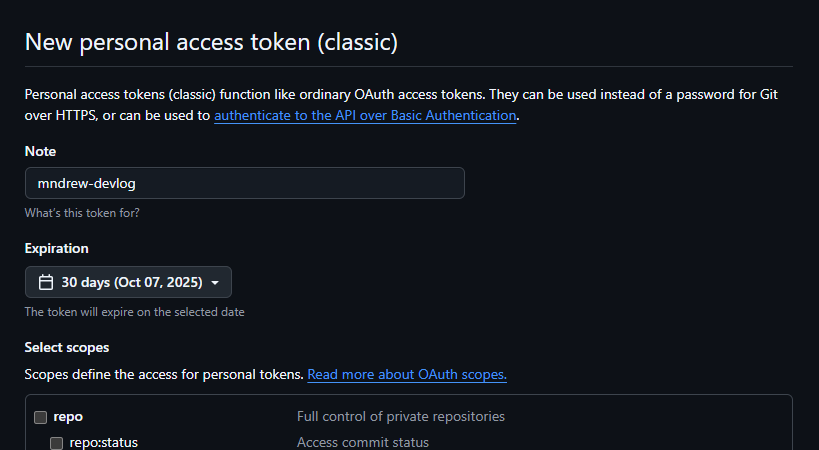 New personal access token (classic)
Personal access tokens (classic) function like ordinary OAuth access tokens. They can be used instead of a password for Git
over HTTPS, or can be used to authenticate to the API over Basic Authentication.
Note
mndrew-devlog
What's this token for?
Expiration
30 days (Oct 07, 2025)
The token will expire on the selected date
Select scopes
Scopes define the access for personal tokens. Read more about OAuth scopes.
repo Full control of private repositories
repo:status Access commit status